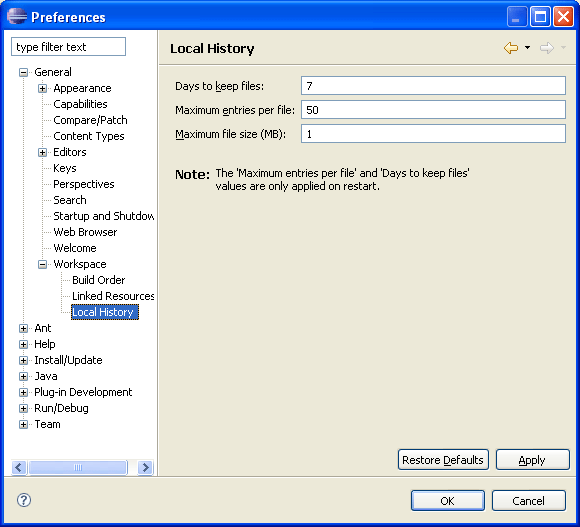 Preferences
type filter text
General
Appearance
Capabilities
Compare/Patch
Content Types
Editors
Keys
Perspectives
Search
Startup and Shutdow
Web Browser
Welcome
Workspace
Build Order
Linked Resources
Local History
Ant
Help
Install/Update
Java
Plug-in Development
Run/Debug
Team
Local History
Days to keep files: 7
Maximum entries per file: 50
Maximum file size (MB): 1
Note: The 'Maximum entries per file' and 'Days to keep files'
values are only applied on restart.
Restore Defaults Apply
? OK Cancel